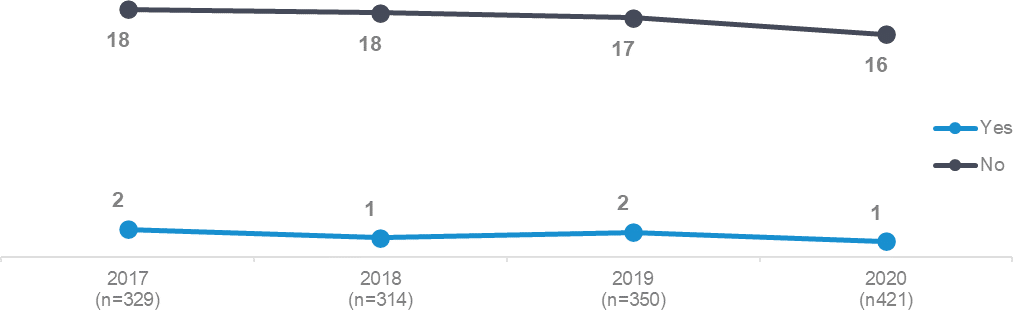 18
18
17
16
Yes
No
2
1
2
1
2017
(n=329)
2018
(n=314)
2019
(n=350)
2020
(n421)